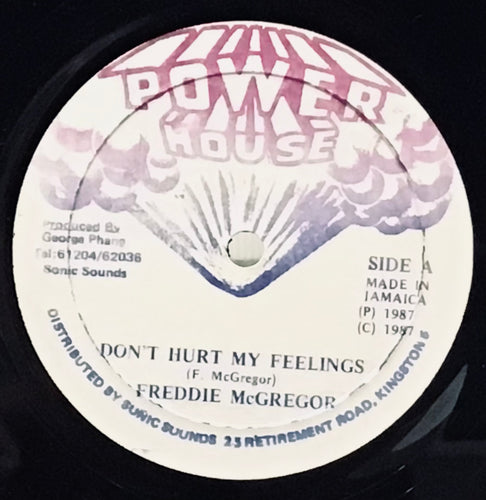 POWER
HOUSE
Produced By
George Phang
Tel:61204/62036
Sonic Sounds
SIDE A
MADE IN
JAMAICA
(P) 1987
(C) 1987
DON'T HURT MY FEELINGS
(F. McGregor)
FREDDIE McGREGOR
DISTRIBUTED BY SONIC SOUNDS 25 RETIREMENT ROAD, KINGSTON 5